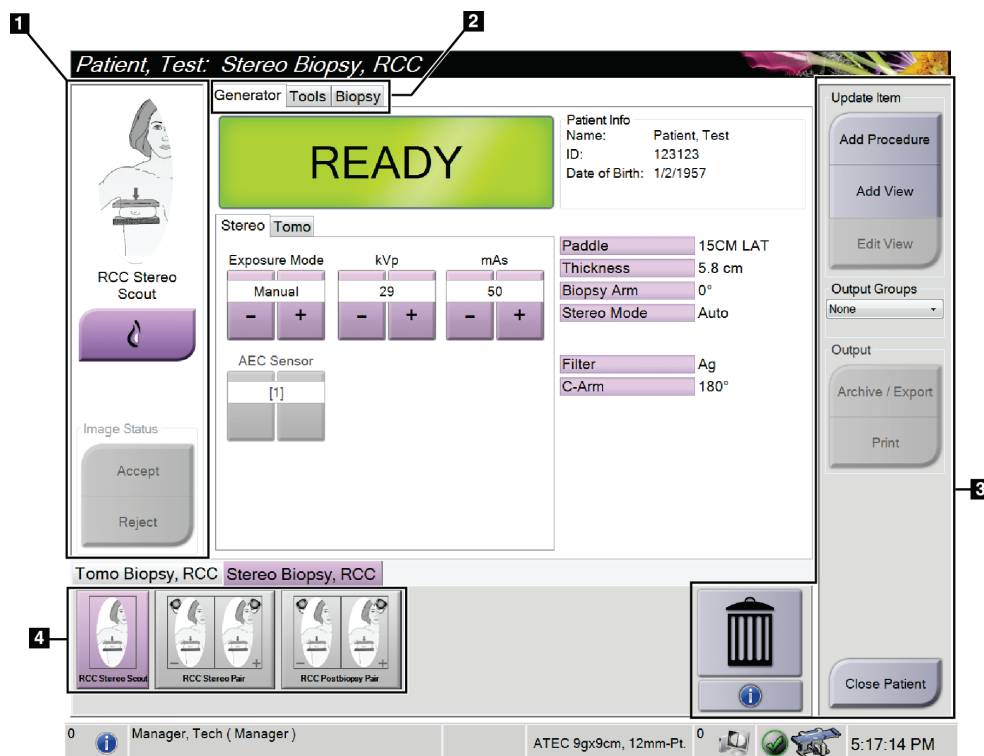 1
2
Patient, Test: Stereo Biopsy, RCC
Generator Tools Biopsy
READY
Patient Info
Name: Patient, Test
ID: 123123
Date of Birth: 1/2/1957
Update Item
Add Procedure
Add View
Edit View
Output Groups
None
Output
Archive / Export
Print
3
RCC Stereo
Scout
Stereo Tomo
Exposure Mode kVp mAs
Manual 29 50
- + - + - +
AEC Sensor
[1]
Paddle 15CM LAT
Thickness 5.8 cm
Biopsy Arm 0°
Stereo Mode Auto
Filter Ag
C-Arm 180°
Image Status
Accept
Reject
Tomo Biopsy, RCC Stereo Biopsy, RCC
4
- + - +
RCC Stereo Scout RCC Stereo Pair RCC Postbiopsy Pair
i
Close Patient
0 i Manager, Tech ( Manager ) ATEC 9gx9cm, 12mm-Pt. 0 5:17:14 PM